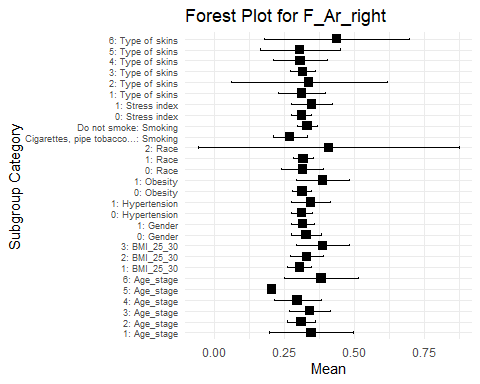 Forest Plot for F_Ar_right
Subgroup Category
6: Type of skins
5: Type of skins
4: Type of skins
3: Type of skins
2: Type of skins
1: Type of skins
1: Stress index
0: Stress index
Do not smoke: Smoking
Cigarettes, pipe tobacco...: Smoking
2: Race
1: Race
0: Race
1: Obesity
0: Obesity
1: Hypertension
0: Hypertension
1: Gender
0: Gender
3: BMI_25_30
2: BMI_25_30
1: BMI_25_30
6: Age_stage
5: Age_stage
4: Age_stage
3: Age_stage
2: Age_stage
1: Age_stage
0.00 0.25 0.50 0.75
Mean